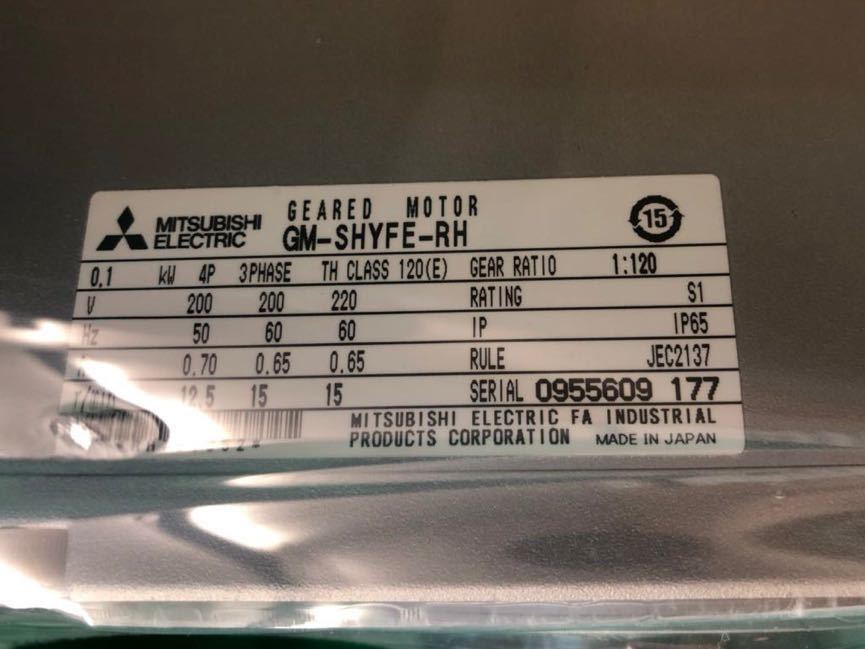 MITSUBISHI ELECTRIC GEARED MOTOR GM-SHYFE-RH 15
0.1 kW 4P 3PHASE TH CLASS 120(E) GEAR RATIO 1:120
V 200 200 220 RATING S1
Hz 50 60 60 IP IP65
0.70 0.65 0.65 RULE JEC2137
r/min 12.5 15 15 SERIAL 0955609 177
MITSUBISHI ELECTRIC FA INDUSTRIAL
PRODUCTS CORPORATION MADE IN JAPAN